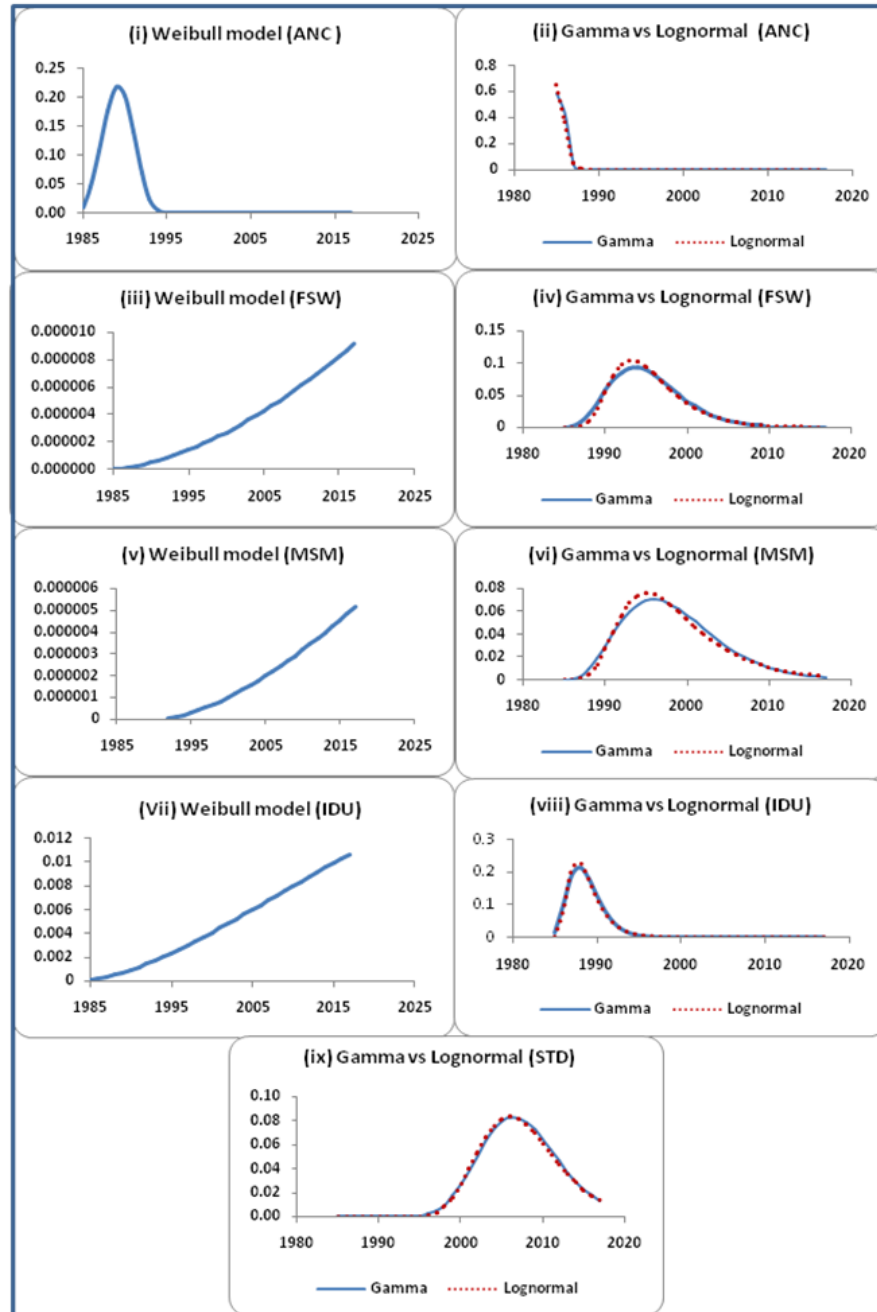 (i) Weibull model (ANC )
0.25
0.20
0.15
0.10
0.05
0.00
1985 1995 2005 2015 2025
(ii) Gamma vs Lognormal (ANC)
0.8
0.6
0.4
0.2
0
1980 1990 2000 2010 2020
Gamma Lognormal
(iii) Weibull model (FSW)
0.000010
0.000008
0.000006
0.000004
0.000002
0.000000
1985 1995 2005 2015 2025
(iv) Gamma vs Lognormal (FSW)
0.15
0.1
0.05
0
1980 1990 2000 2010 2020
Gamma Lognormal
(v) Weibull model (MSM)
0.000006
0.000005
0.000004
0.000003
0.000002
0.000001
0
1985 1995 2005 2015 2025
(vi) Gamma vs Lognormal (MSM)
0.08
0.06
0.04
0.02
0
1980 1990 2000 2010 2020
Gamma Lognormal
(Vii) Weibull model (IDU)
0.012
0.01
0.008
0.006
0.004
0.002
0
1985 1995 2005 2015 2025
(viii) Gamma vs Lognormal (IDU)
0.3
0.2
0.1
0
1980 1990 2000 2010 2020
Gamma Lognormal
(ix) Gamma vs Lognormal (STD)
0.10
0.08
0.06
0.04
0.02
0.00
1980 1990 2000 2010 2020
Gamma Lognormal